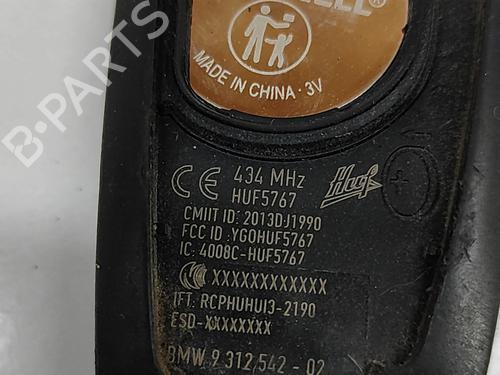 B-PARTS
MADE IN CHINA · 3V
CE 434 MHz
HUF5767
Huf
CMIIT ID: 2013DJ1990
FCC ID :YGOHUF5767
IC: 4008C-HUF5767
XXXXXXXXXXXX
IFT: RCPHUHUI3-2190
ESD-XXXXXXXX
BMW 9 312 542 - 02